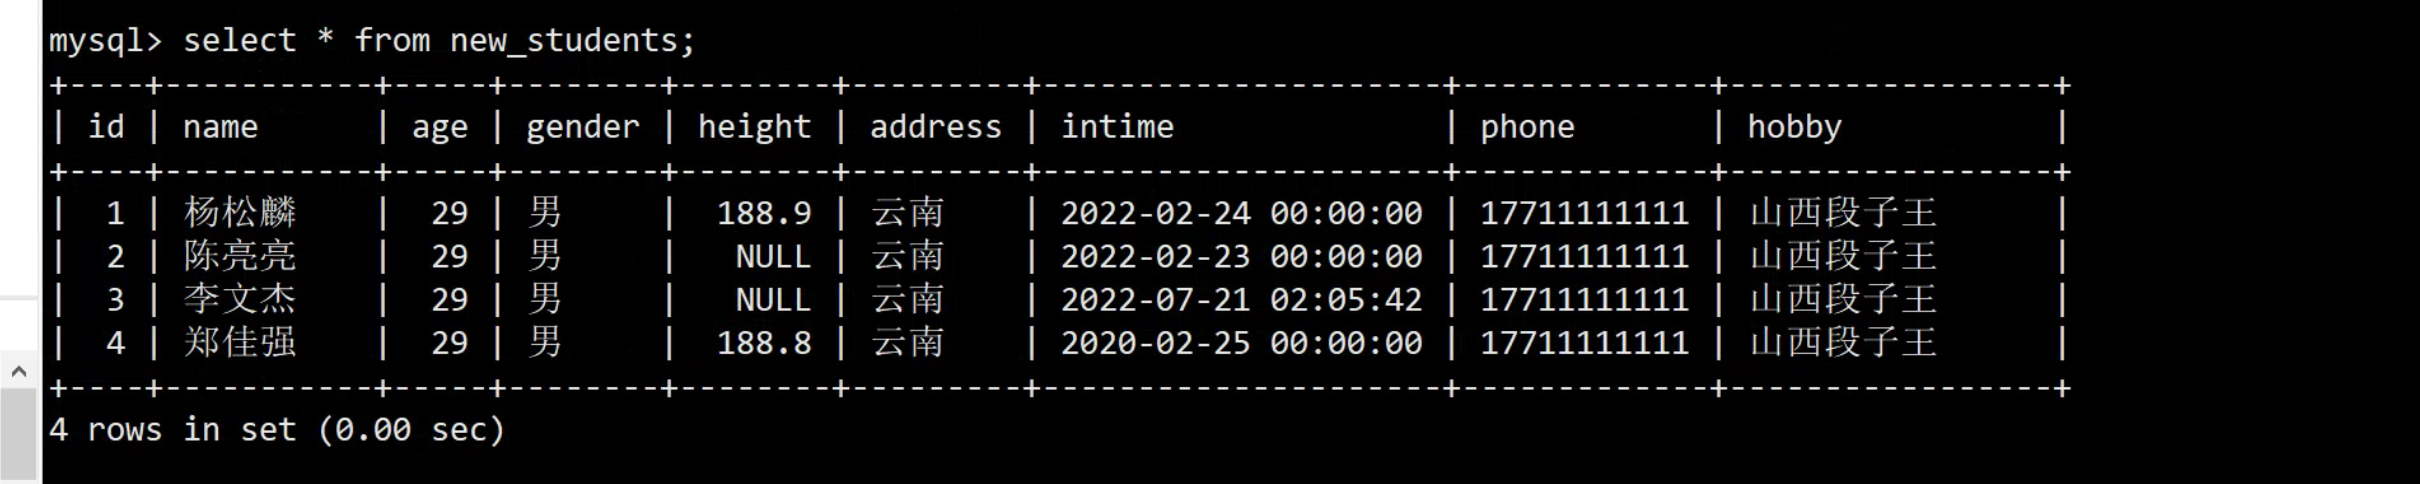 mysql> select * from new_students;
+----+-----------+-----+--------+--------+---------+---------------------+-------------+-----------------+
| id | name      | age | gender | height | address | intime              | phone       | hobby           |
+----+-----------+-----+--------+--------+---------+---------------------+-------------+-----------------+
|  1 | 杨松麟    |  29 | 男     |  188.9 | 云南    | 2022-02-24 00:00:00 | 17711111111 | 山西段子王      |
|  2 | 陈亮亮    |  29 | 男     |   NULL | 云南    | 2022-02-23 00:00:00 | 17711111111 | 山西段子王      |
|  3 | 李文杰    |  29 | 男     |   NULL | 云南    | 2022-07-21 02:05:42 | 17711111111 | 山西段子王      |
|  4 | 郑佳强    |  29 | 男     |  188.8 | 云南    | 2020-02-25 00:00:00 | 17711111111 | 山西段子王      |
+----+-----------+-----+--------+--------+---------+---------------------+-------------+-----------------+
4 rows in set (0.00 sec)